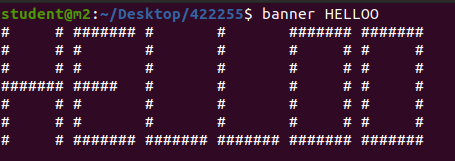 student@m2:~/Desktop/422255$ banner HELLOO
#     # ####### #       #       ####### #######
#     # #       #       #       #     # #     #
#     # #       #       #       #     # #     #
####### #####   #       #       #     # #     #
#     # #       #       #       #     # #     #
#     # #       #       #       #     # #     #
#     # ####### ####### ####### ####### #######